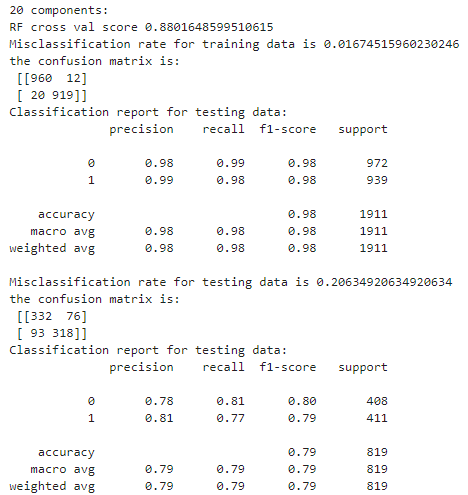 20 components:
RF cross val score 0.8801648599510615
Misclassification rate for training data is 0.01674515960230246
the confusion matrix is:
[[960 12]
[ 20 919]]
Classification report for testing data:
precision recall f1-score support
0 0.98 0.99 0.98 972
1 0.99 0.98 0.98 939
accuracy 0.98 1911
macro avg 0.98 0.98 0.98 1911
weighted avg 0.98 0.98 0.98 1911
Misclassification rate for testing data is 0.20634920634920634
the confusion matrix is:
[[332 76]
[ 93 318]]
Classification report for testing data:
precision recall f1-score support
0 0.78 0.81 0.80 408
1 0.81 0.77 0.79 411
accuracy 0.79 819
macro avg 0.79 0.79 0.79 819
weighted avg 0.79 0.79 0.79 819